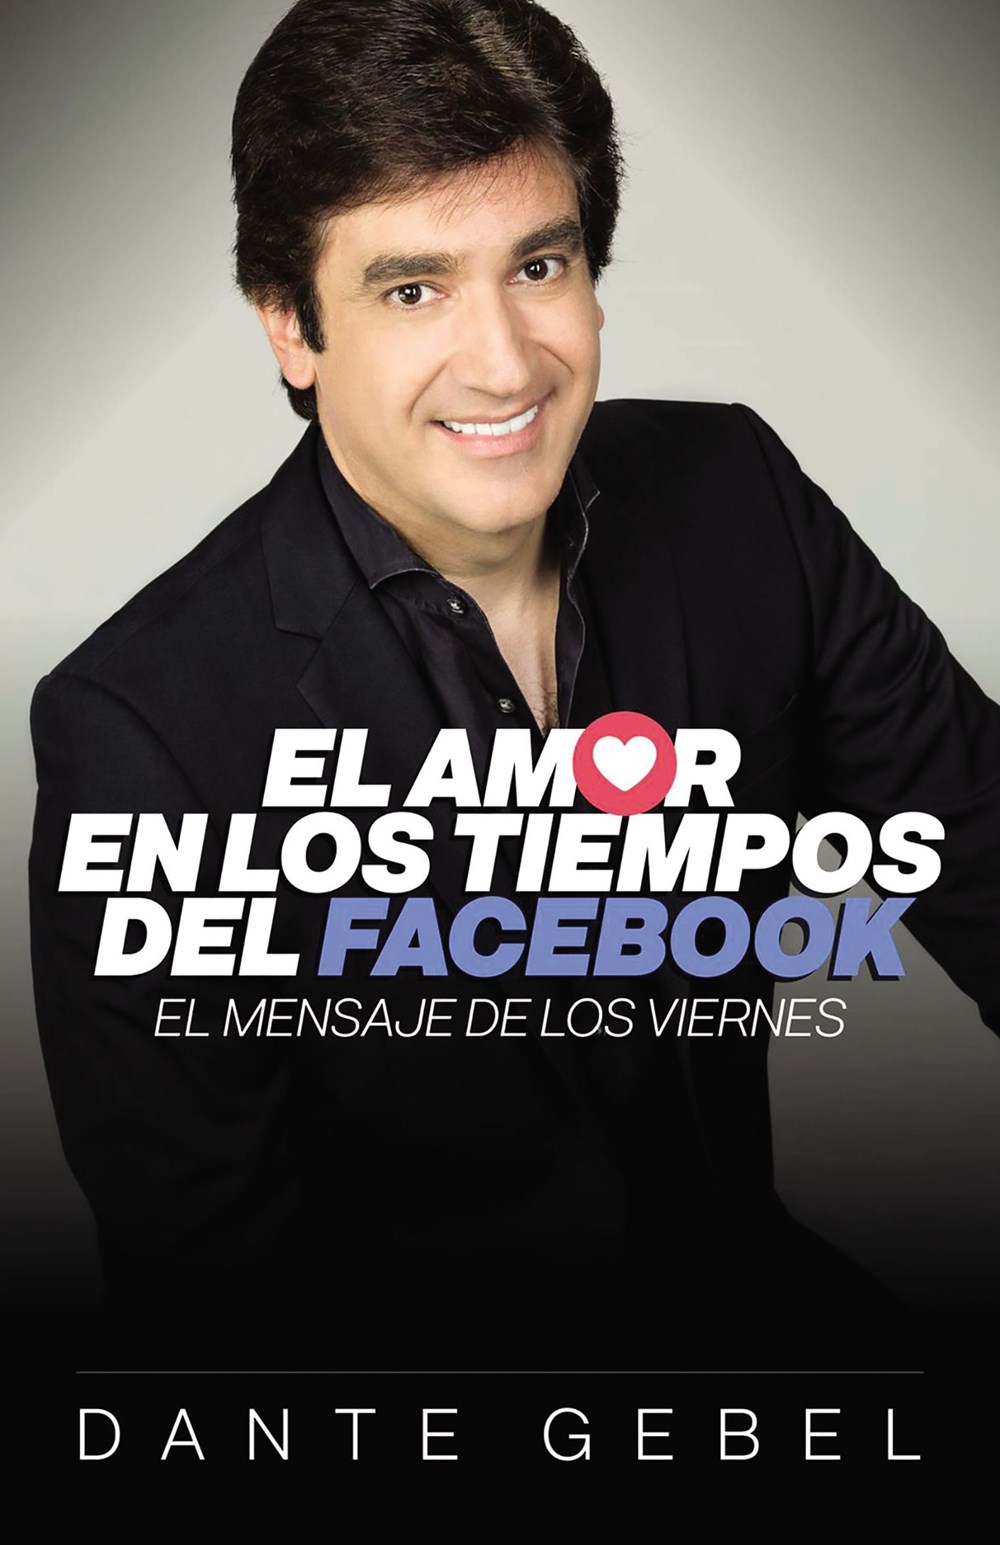 EL AMOR
EN LOS TIEMPOS
DEL FACEBOOK
EL MENSAJE DE LOS VIERNES
DANTE GEBEL